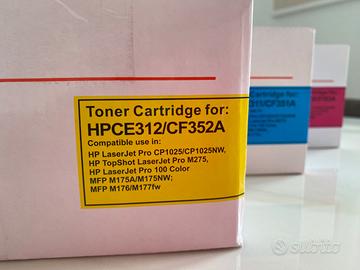 Toner Cartridge for:
HPCE312/CF352A
Compatible use in:
HP LaserJet Pro CP1025/CP1025NW,
HP TopShot LaserJet Pro M275,
HP LaserJet Pro 100 Color
MFP M175A/M175NW;
MFP M176/M177fw
subito